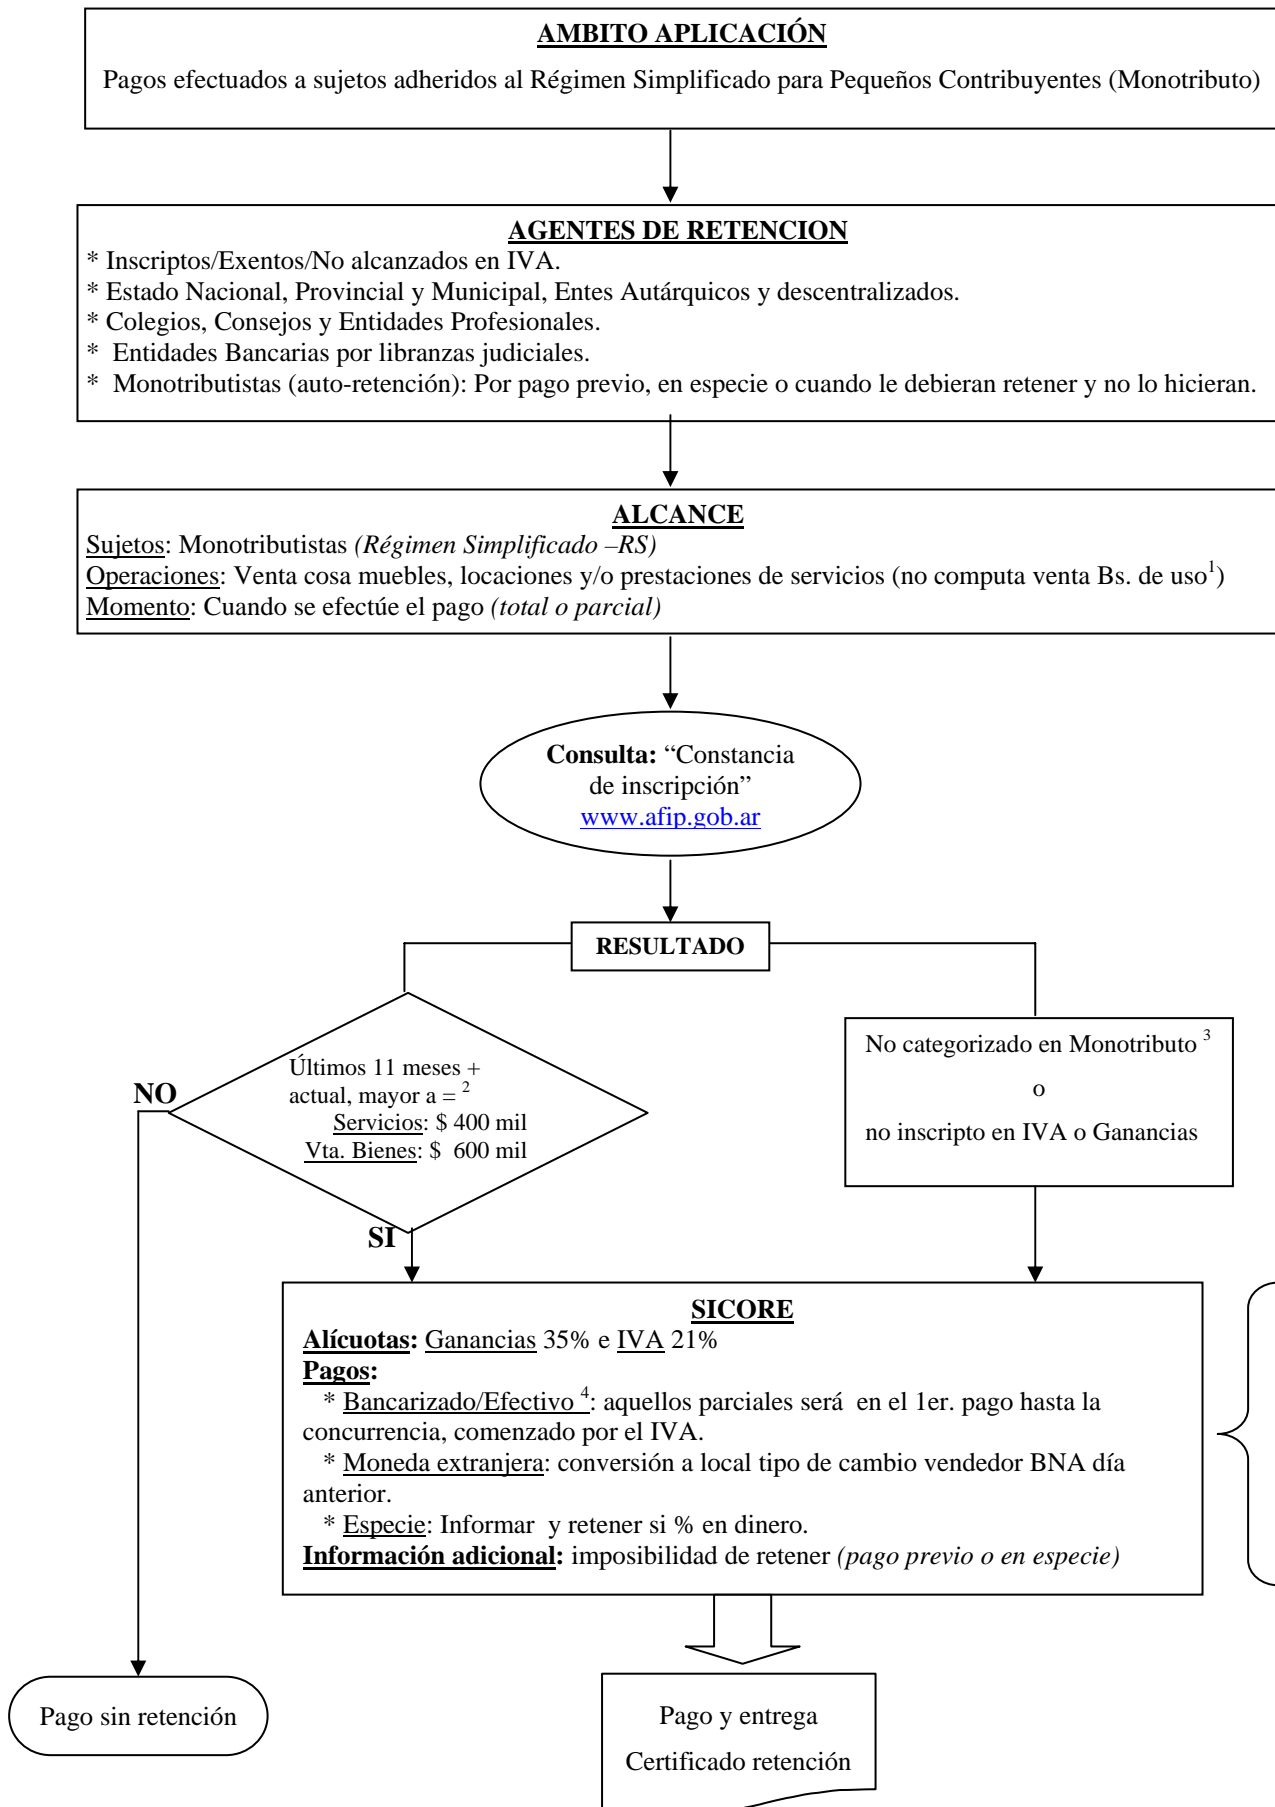 AMBITO APLICACIÓN
Pagos efectuados a sujetos adheridos al Régimen Simplificado para Pequeños Contribuyentes (Monotributo)
AGENTES DE RETENCION
* Inscriptos/Exentos/No alcanzados en IVA.
* Estado Nacional, Provincial y Municipal, Entes Autárquicos y descentralizados.
* Colegios, Consejos y Entidades Profesionales.
* Entidades Bancarias por libranzas judiciales.
* Monotributistas (auto-retención): Por pago previo, en especie o cuando le debieran retener y no lo hicieran.
ALCANCE
Sujetos: Monotributistas (Régimen Simplificado –RS)
Operaciones: Venta cosa muebles, locaciones y/o prestaciones de servicios (no computa venta Bs. de uso¹)
Momento: Cuando se efectúe el pago (total o parcial)
Consulta: “Constancia
de inscripción”
www.afip.gob.ar
RESULTADO
Últimos 11 meses +
actual, mayor a = ²
Servicios: $ 400 mil
Vta. Bienes: $ 600 mil
NO
SI
No categorizado en Monotributo ³
o
no inscripto en IVA o Ganancias
SICORE
Alícuotas: Ganancias 35% e IVA 21%
Pagos:
* Bancarizado/Efectivo ⁴: aquellos parciales será en el 1er. pago hasta la
concurrencia, comenzado por el IVA.
* Moneda extranjera: conversión a local tipo de cambio vendedor BNA día
anterior.
* Especie: Informar y retener si % en dinero.
Información adicional: imposibilidad de retener (pago previo o en especie)
Pago sin retención
Pago y entrega
Certificado retención